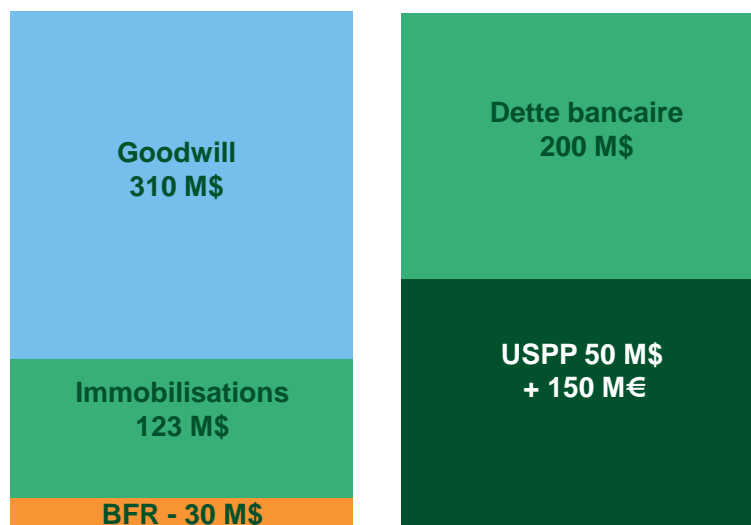 Goodwill
310 M$
Immobilisations
123 M$
BFR - 30 M$
Dette bancaire
200 M$
USPP 50 M$
+ 150 M€